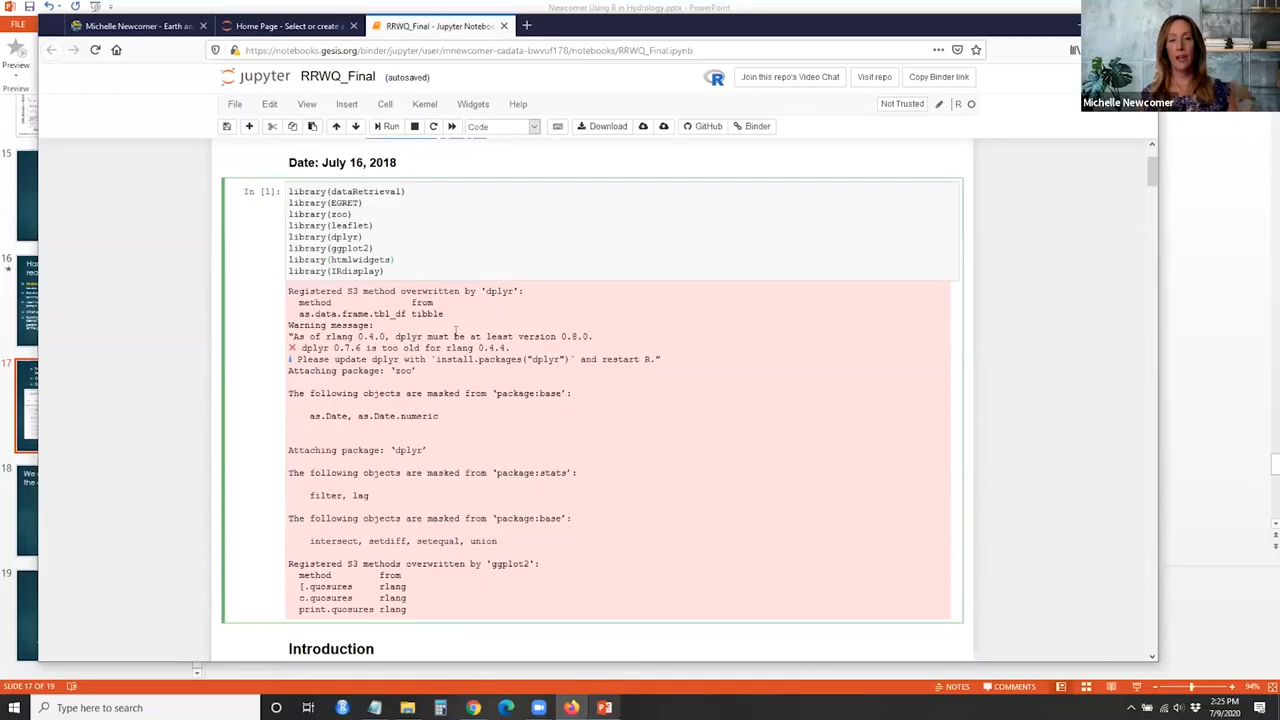 Newcomer Using R in Hydrology.pptx - PowerPoint
FILE
Michelle Newcomer - Earth an
Home Page - Select or create a
RRWQ_Final - Jupyter Notebo
https://notebooks.gesis.org/binder/jupyter/user/mnewcomer-cadata-bwvuf178/notebooks/RRWQ_Final.ipynb
Preview
Preview
jupyter RRWQ_Final (autosaved)
R
Join this repo's Video Chat
Visit repo
Copy Binder link
File Edit View Insert Cell Kernel Widgets Help
Not Trusted
R
Run
Code
Download
GitHub
Binder
Michelle Newcomer
Date: July 16, 2018
In [1]:
library(dataRetrieval)
library(EGRET)
library(zoo)
library(leaflet)
library(dplyr)
library(ggplot2)
library(htmlwidgets)
library(IRdisplay)
Registered S3 method overwritten by 'dplyr':
method from
as.data.frame.tbl_df tibble
Warning message:
“As of rlang 0.4.0, dplyr must be at least version 0.8.0.
✖ dplyr 0.7.6 is too old for rlang 0.4.4.
ℹ Please update dplyr with `install.packages("dplyr")` and restart R.”
Attaching package: ‘zoo’
The following objects are masked from ‘package:base’:
as.Date, as.Date.numeric
Attaching package: ‘dplyr’
The following objects are masked from ‘package:stats’:
filter, lag
The following objects are masked from ‘package:base’:
intersect, setdiff, setequal, union
Registered S3 methods overwritten by 'ggplot2':
method from
[.quosures rlang
c.quosures rlang
print.quosures rlang
Introduction
15
16
17
18
19
We
the
SLIDE 17 OF 19
NOTES
COMMENTS
94%
Type here to search
2:25 PM
7/9/2020